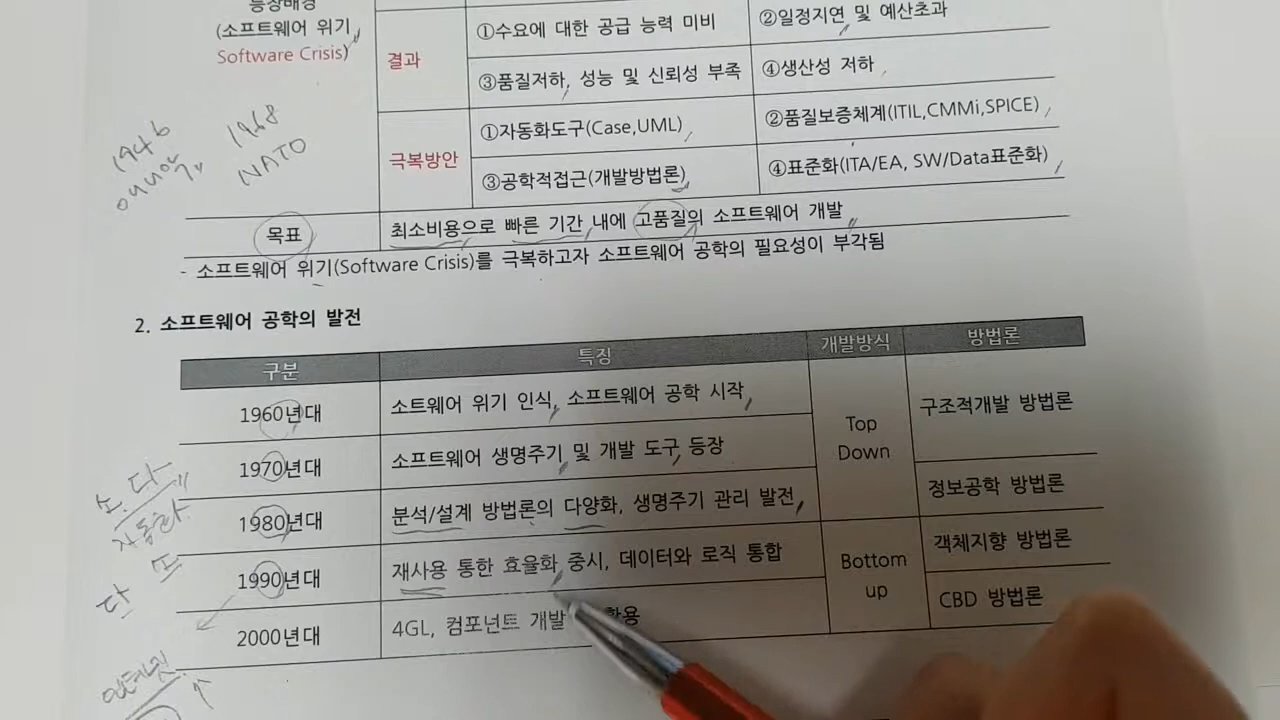 등장배경
(소프트웨어 위기,
Software Crisis)
결과
①수요에 대한 공급 능력 미비
②일정지연 및 예산초과
③품질저하, 성능 및 신뢰성 부족
④생산성 저하
극복방안
①자동화도구(Case,UML)
②품질보증체계(ITIL,CMMi,SPICE)
③공학적접근(개발방법론)
④표준화(ITA/EA, SW/Data표준화)
1946
1968
NATO
목표
최소비용으로 빠른 기간 내에 고품질의 소프트웨어 개발
- 소프트웨어 위기(Software Crisis)를 극복하고자 소프트웨어 공학의 필요성이 부각됨
2. 소프트웨어 공학의 발전
구분 특징 개발방식 방법론
1960년대
소트웨어 위기 인식, 소프트웨어 공학 시작
Top
Down
구조적개발 방법론
1970년대
소프트웨어 생명주기 및 개발 도구 등장
1980년대
분석/설계 방법론의 다양화, 생명주기 관리 발전
정보공학 방법론
1990년대
재사용 통한 효율화 중시, 데이터와 로직 통합
Bottom
up
객체지향 방법론
2000년대
4GL, 컴포넌트 개발
CBD 방법론
소. 다
자동화